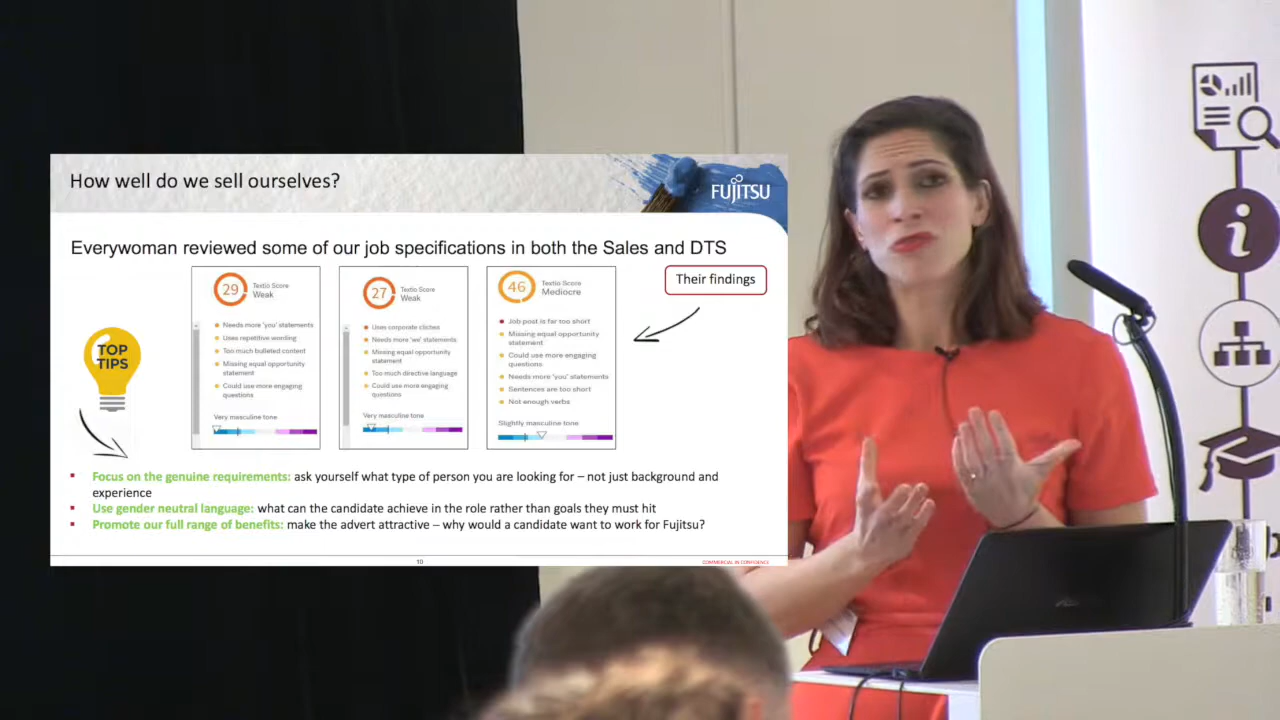 How well do we sell ourselves?
FUJITSU
Everywoman reviewed some of our job specifications in both the Sales and DTS
Their findings
TOP
TIPS
29
Textio Score
Weak
Needs more 'you' statements
Uses repetitive wording
Too much bulleted content
Missing equal opportunity
statement
Could use more engaging
questions
Very masculine tone
27
Textio Score
Weak
Uses corporate cliches
Needs more 'we' statements
Missing equal opportunity
statement
Too much directive language
Could use more engaging
questions
Very masculine tone
46
Textio Score
Mediocre
Job post is far too short
Missing equal opportunity
statement
Could use more engaging
questions
Needs more 'you' statements
Sentences are too short
Not enough verbs
Slightly masculine tone
Focus on the genuine requirements: ask yourself what type of person you are looking for – not just background and
experience
Use gender neutral language: what can the candidate achieve in the role rather than goals they must hit
Promote our full range of benefits: make the advert attractive – why would a candidate want to work for Fujitsu?
10
COMMERCIAL IN CONFIDENCE
i